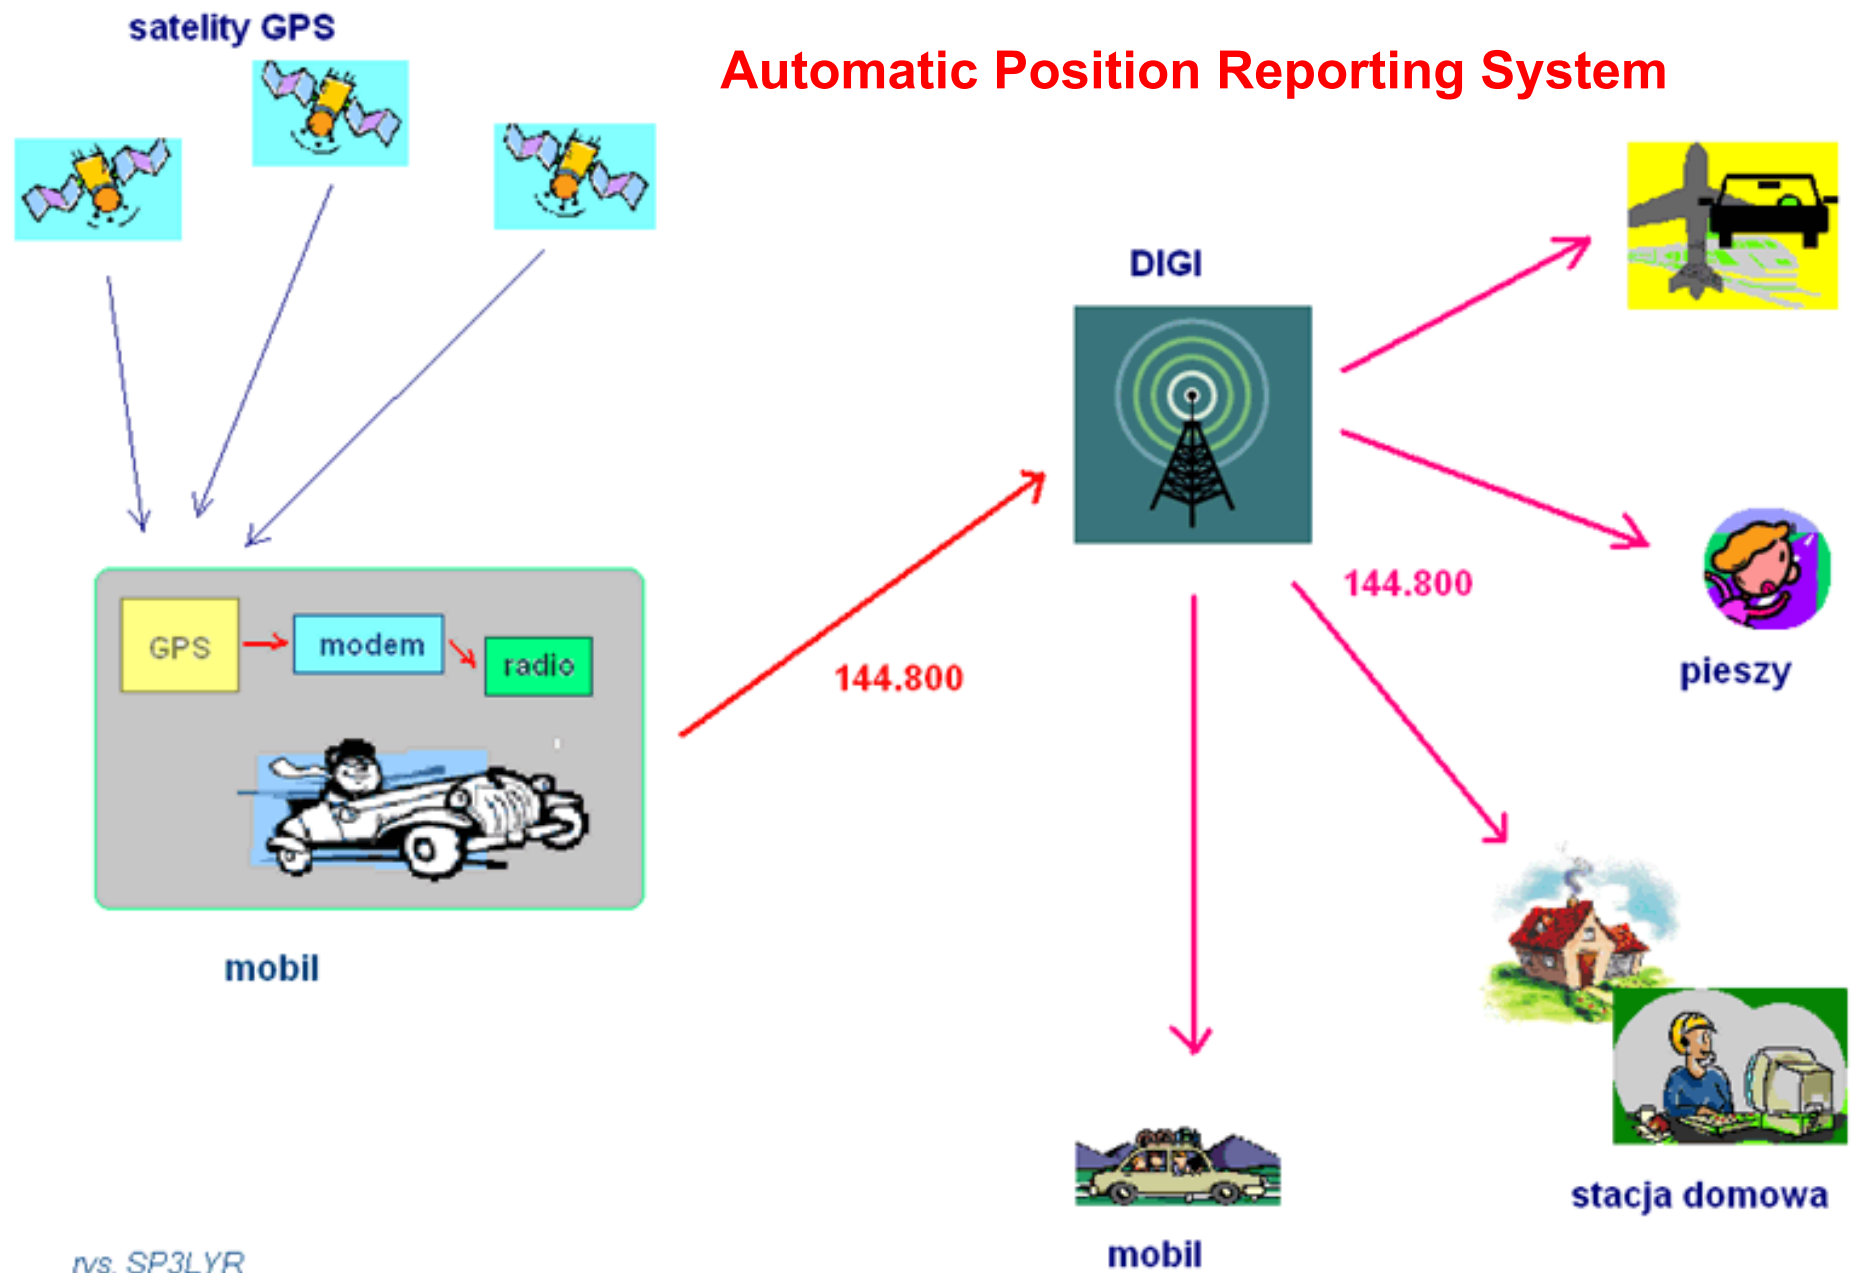 satelity GPS
Automatic Position Reporting System
DIGI
GPS
modem
radio
144.800
144.800
pieszy
mobil
stacja domowa
mobil
rys. SP3LYR